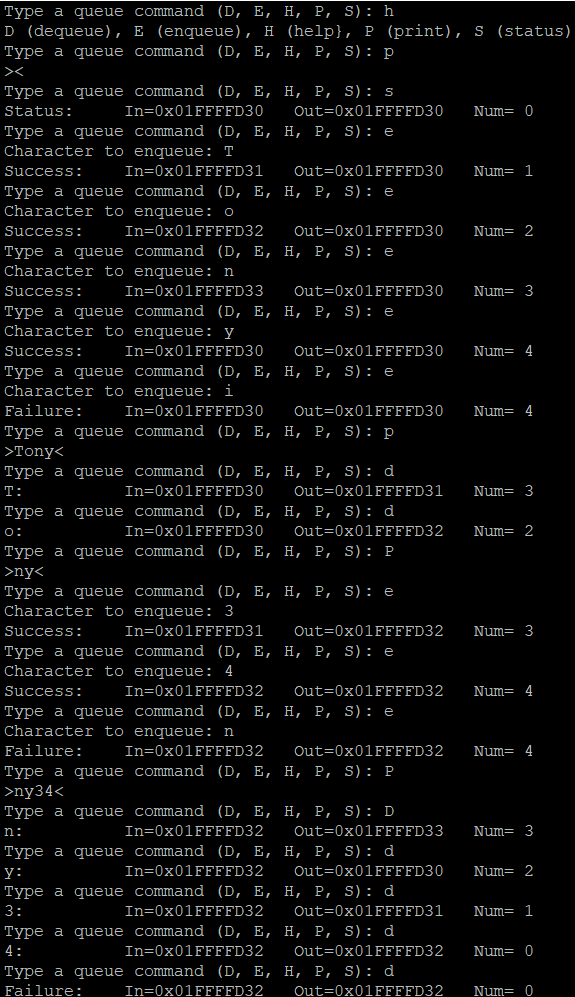 Type a queue command (D, E, H, P, S): h
D (dequeue), E (enqueue), H (help}, P (print), S (status)
Type a queue command (D, E, H, P, S): p
><
Type a queue command (D, E, H, P, S): s
Status:     In=0x01FFFFD30   Out=0x01FFFFD30   Num= 0
Type a queue command (D, E, H, P, S): e
Character to enqueue: T
Success:    In=0x01FFFFD31   Out=0x01FFFFD30   Num= 1
Type a queue command (D, E, H, P, S): e
Character to enqueue: o
Success:    In=0x01FFFFD32   Out=0x01FFFFD30   Num= 2
Type a queue command (D, E, H, P, S): e
Character to enqueue: n
Success:    In=0x01FFFFD33   Out=0x01FFFFD30   Num= 3
Type a queue command (D, E, H, P, S): e
Character to enqueue: y
Success:    In=0x01FFFFD30   Out=0x01FFFFD30   Num= 4
Type a queue command (D, E, H, P, S): e
Character to enqueue: i
Failure:    In=0x01FFFFD30   Out=0x01FFFFD30   Num= 4
Type a queue command (D, E, H, P, S): p
>Tony<
Type a queue command (D, E, H, P, S): d
T:          In=0x01FFFFD30   Out=0x01FFFFD31   Num= 3
Type a queue command (D, E, H, P, S): d
o:          In=0x01FFFFD30   Out=0x01FFFFD32   Num= 2
Type a queue command (D, E, H, P, S): P
>ny<
Type a queue command (D, E, H, P, S): e
Character to enqueue: 3
Success:    In=0x01FFFFD31   Out=0x01FFFFD32   Num= 3
Type a queue command (D, E, H, P, S): e
Character to enqueue: 4
Success:    In=0x01FFFFD32   Out=0x01FFFFD32   Num= 4
Type a queue command (D, E, H, P, S): e
Character to enqueue: n
Failure:    In=0x01FFFFD32   Out=0x01FFFFD32   Num= 4
Type a queue command (D, E, H, P, S): P
>ny34<
Type a queue command (D, E, H, P, S): D
n:          In=0x01FFFFD32   Out=0x01FFFFD33   Num= 3
Type a queue command (D, E, H, P, S): d
y:          In=0x01FFFFD32   Out=0x01FFFFD30   Num= 2
Type a queue command (D, E, H, P, S): d
3:          In=0x01FFFFD32   Out=0x01FFFFD31   Num= 1
Type a queue command (D, E, H, P, S): d
4:          In=0x01FFFFD32   Out=0x01FFFFD32   Num= 0
Type a queue command (D, E, H, P, S): d
Failure:    In=0x01FFFFD32   Out=0x01FFFFD32   Num= 0